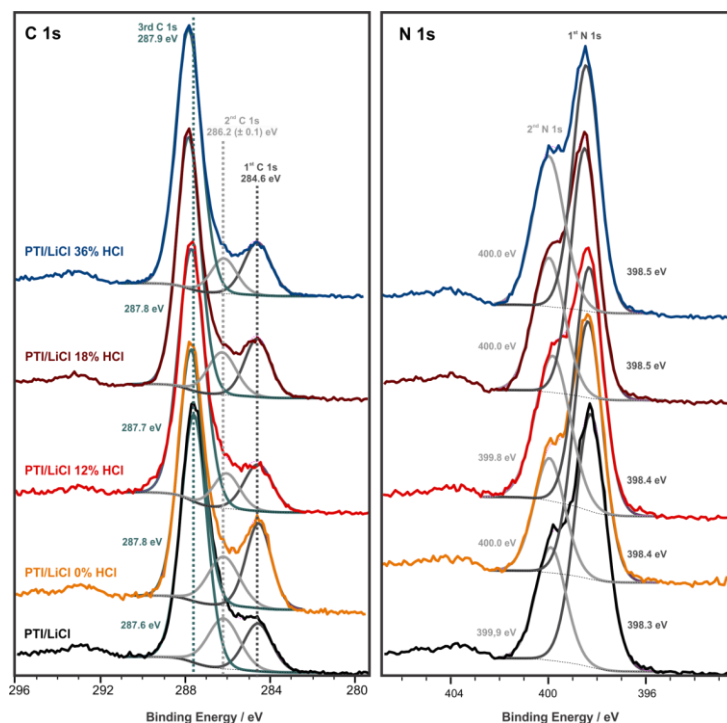 C 1s
3rd C 1s
287.9 eV
2nd C 1s
286.2 (± 0.1) eV
1st C 1s
284.6 eV
PTI/LiCl 36% HCl
287.8 eV
PTI/LiCl 18% HCl
287.7 eV
PTI/LiCl 12% HCl
287.8 eV
PTI/LiCl 0% HCl
287.6 eV
PTI/LiCl
296
292
288
284
280
Binding Energy / eV
N 1s
1st N 1s
2nd N 1s
400.0 eV
398.5 eV
400.0 eV
398.5 eV
399.8 eV
398.4 eV
400.0 eV
398.4 eV
399,9 eV
398.3 eV
404
400
396
Binding Energy / eV